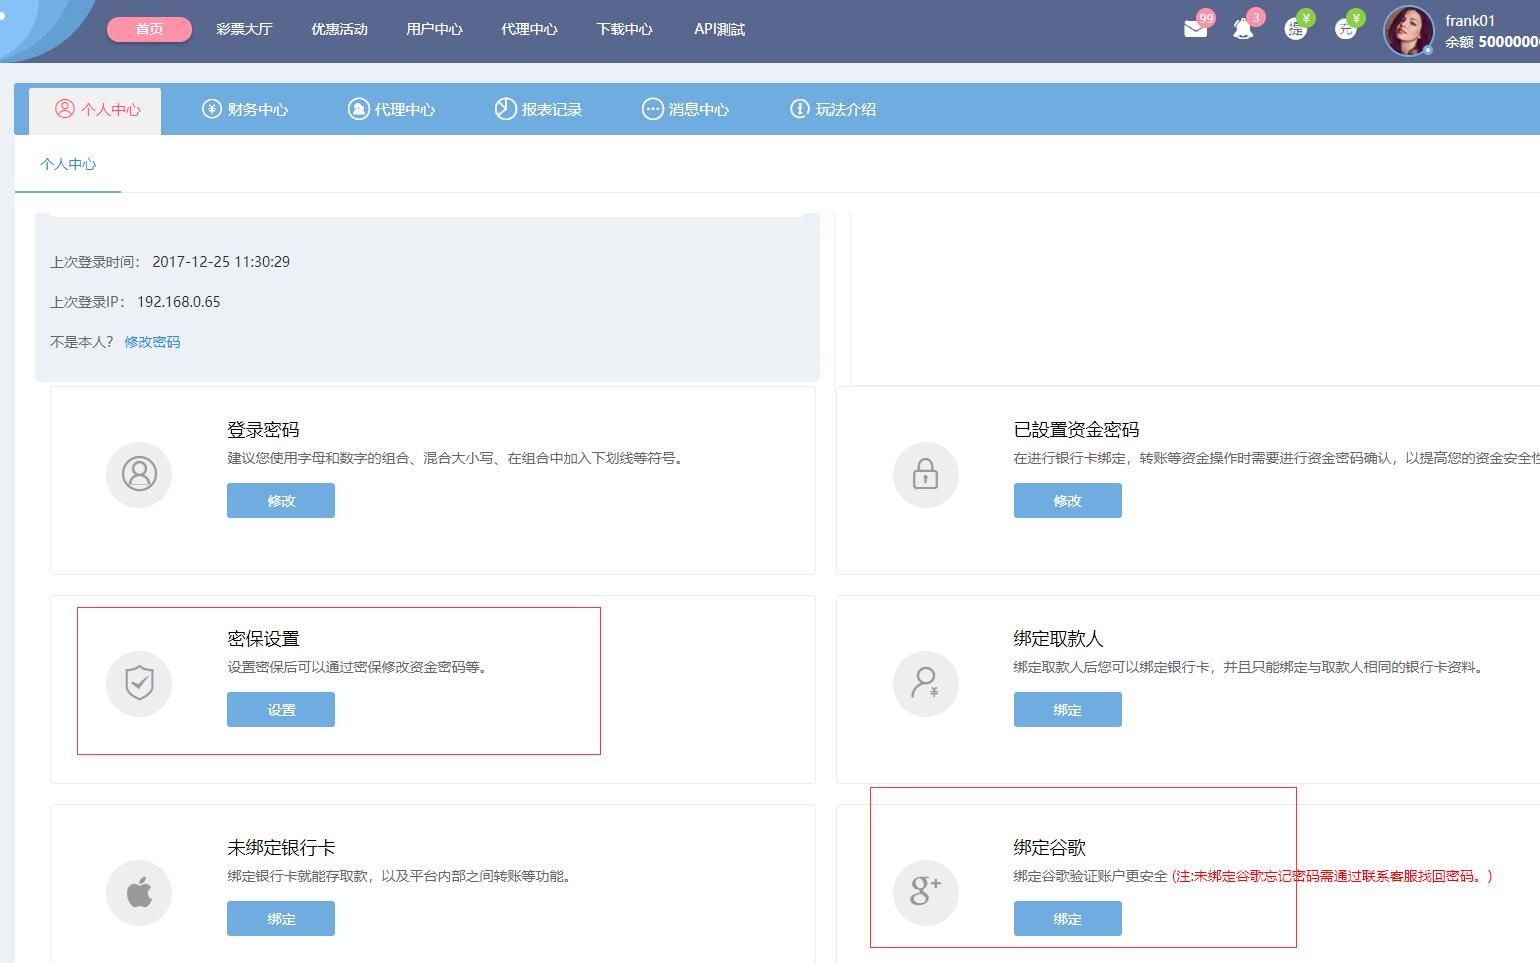 首页 彩票大厅 优惠活动 用户中心 代理中心 下载中心 API測試 99 3 提 ¥ 充 ¥ frank01
余额 5000000
个人中心 财务中心 代理中心 报表记录 消息中心 玩法介绍
个人中心
上次登录时间: 2017-12-25 11:30:29
上次登录IP: 192.168.0.65
不是本人? 修改密码
登录密码
建议您使用字母和数字的组合、混合大小写、在组合中加入下划线等符号。
修改
已設置资金密码
在进行银行卡绑定，转账等资金操作时需要进行资金密码确认，以提高您的资金安全性
修改
密保设置
设置密保后可以通过密保修改资金密码等。
设置
绑定取款人
绑定取款人后您可以绑定银行卡，并且只能绑定与取款人相同的银行卡资料。
绑定
未绑定银行卡
绑定银行卡就能存取款，以及平台内部之间转账等功能。
绑定
绑定谷歌
绑定谷歌验证账户更安全 (注:未绑定谷歌忘记密码需通过联系客服找回密码。)
绑定